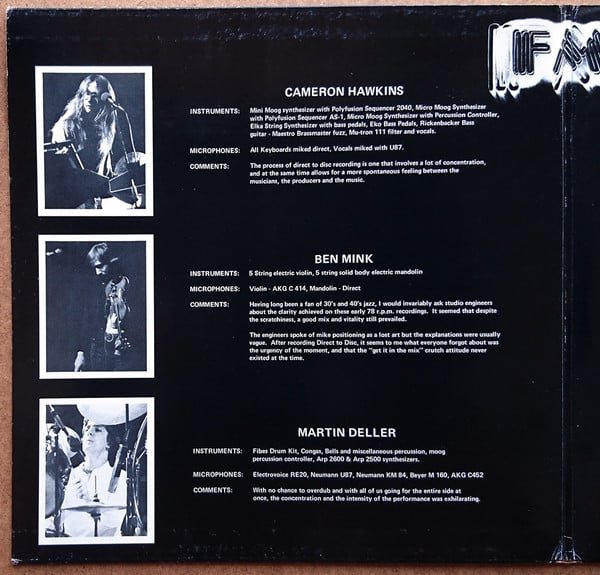 FM
CAMERON HAWKINS
INSTRUMENTS: Mini Moog synthesizer with Polyfusion Sequencer 2040, Micro Moog Synthesizer
with Polyfusion Sequencer AS-1, Micro Moog Synthesizer with Percussion Controller,
Elka String Synthesizer with bass pedals, Eko Bass Pedals, Rickenbacker Bass
guitar - Maestro Brassmaster fuzz, Mu-tron 111 filter and vocals.
MICROPHONES: All Keyboards miked direct, Vocals miked with U87.
COMMENTS: The process of direct to disc recording is one that involves a lot of concentration,
and at the same time allows for a more spontaneous feeling between the
musicians, the producers and the music.
BEN MINK
INSTRUMENTS: 5 String electric violin, 5 string solid body electric mandolin
MICROPHONES: Violin - AKG C 414, Mandolin - Direct
COMMENTS: Having long been a fan of 30's and 40's jazz, I would invariably ask studio engineers
about the clarity achieved on these early 78 r.p.m. recordings. It seemed that despite
the scratchiness, a good mix and vitality still prevailed.
The engineers spoke of mike positioning as a lost art but the explanations were usually
vague. After recording Direct to Disc, it seems to me what everyone forgot about was
the urgency of the moment, and that the "get it in the mix" crutch attitude never
existed at the time.
MARTIN DELLER
INSTRUMENTS: Fibes Drum Kit, Congas, Bells and miscellaneous percussion, moog
percussion controller, Arp 2600 & Arp 2500 synthesizers.
MICROPHONES: Electrovoice RE20, Neumann U87, Neumann KM 84, Beyer M 160, AKG C452
COMMENTS: With no chance to overdub and with all of us going for the entire side at
once, the concentration and the intensity of the performance was exhilarating.